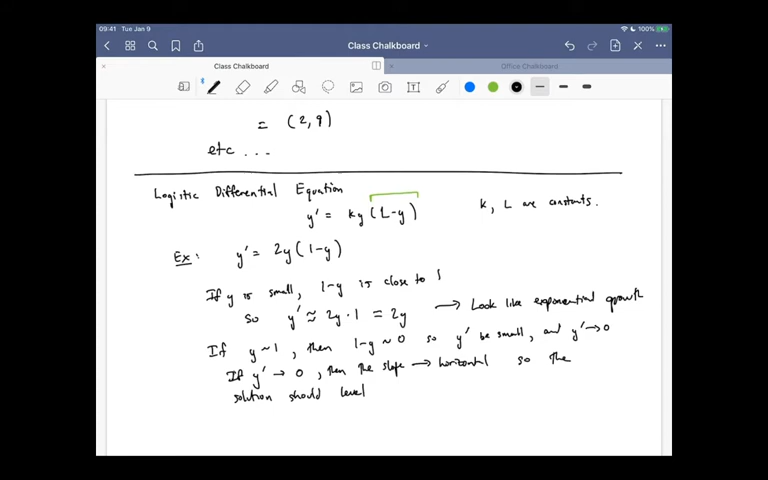 09:41 Tue Jan 9
100%
Class Chalkboard
Class Chalkboard
Office Chalkboard
= (2,9)
etc ...
Logistic Differential Equation
y' = ky (L-y)
K, L are constants.
Ex: y' = 2y (1-y)
If y is small, 1-y is close to 1
so y' ≈ 2y·1 = 2y → Look like exponential growth
If y ~ 1, then 1-y ~ 0 so y' be small, and y' → 0
If y' → 0, then the slope → horizontal so the
solution should level